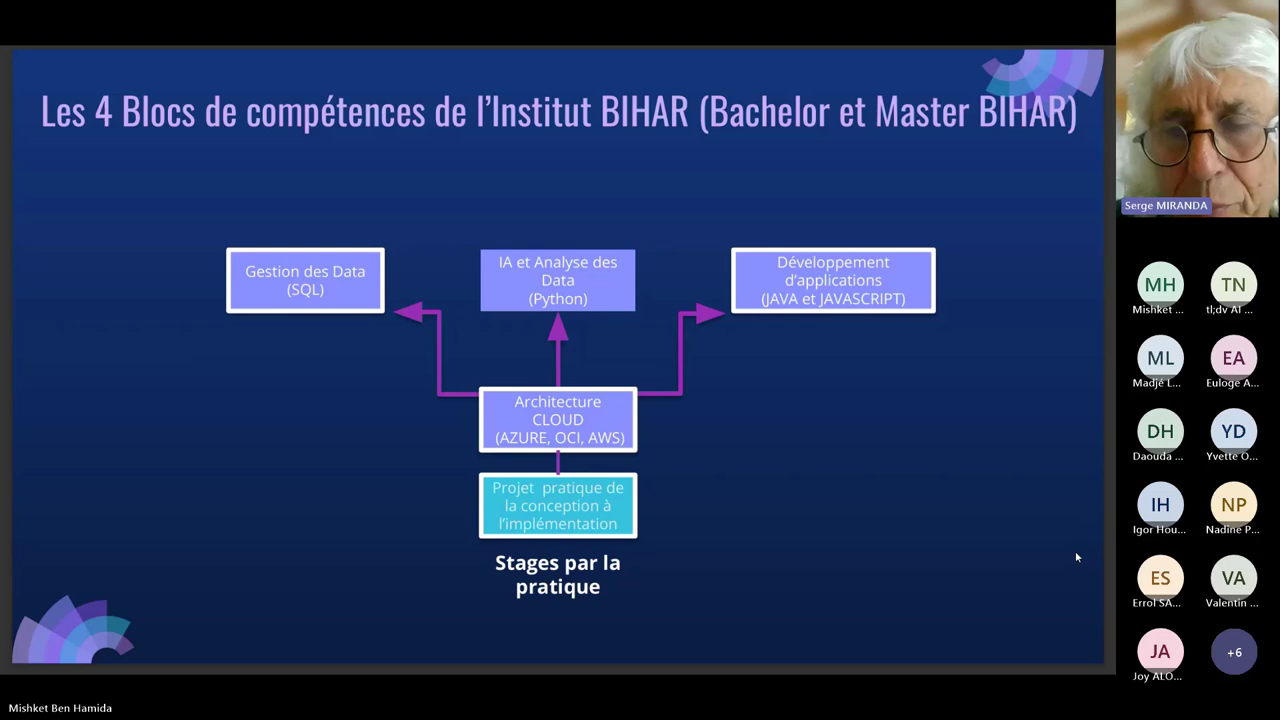 Les 4 Blocs de compétences de l'Institut BIHAR (Bachelor et Master BIHAR)
Gestion des Data
(SQL)
IA et Analyse des
Data
(Python)
Développement
d'applications
(JAVA et JAVASCRIPT)
Architecture
CLOUD
(AZURE, OCI, AWS)
Projet pratique de
la conception à
l'implémentation
Stages par la
pratique
Serge MIRANDA
MH
Mishket ...
TN
tl;dv AI ...
ML
Madjé L...
EA
Euloge A...
DH
Daouda ...
YD
Yvette O...
IH
Igor Hou...
NP
Nadine P...
ES
Errol SA...
VA
Valentin ...
JA
Joy ALO...
+6
Mishket Ben Hamida